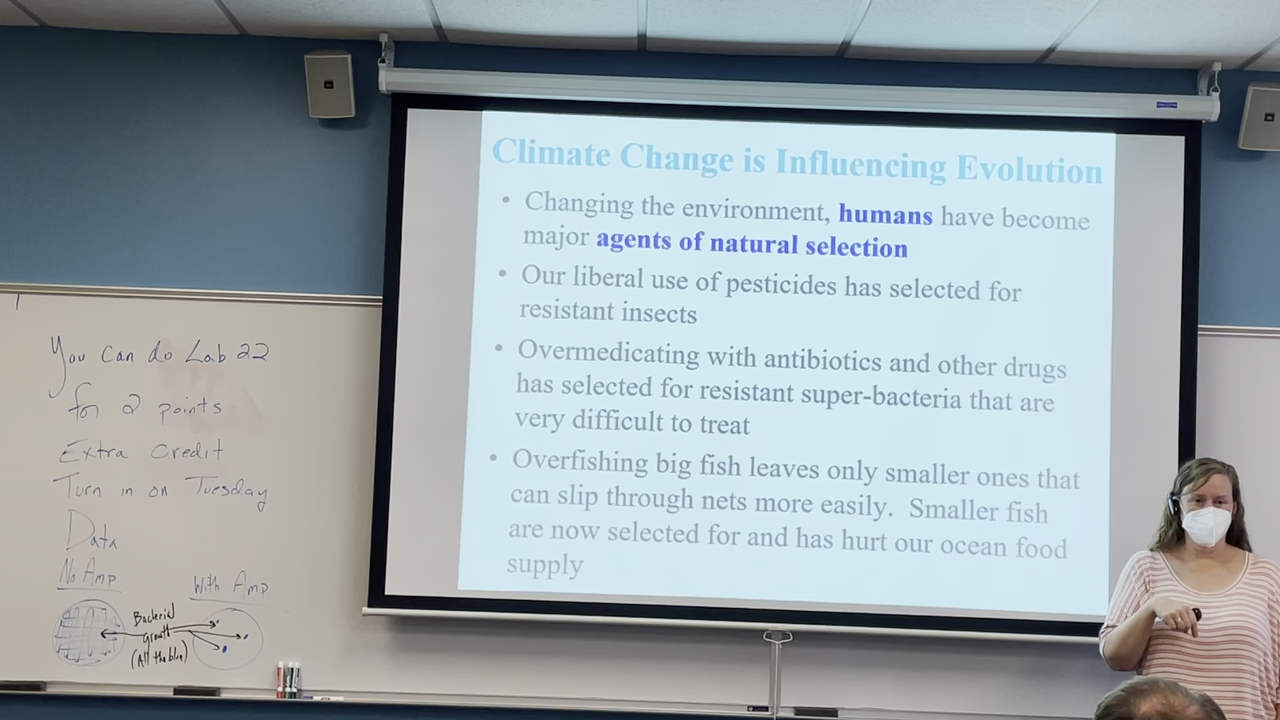 Climate Change is Influencing Evolution
• Changing the environment, humans have become
major agents of natural selection
• Our liberal use of pesticides has selected for
resistant insects
• Overmedicating with antibiotics and other drugs
has selected for resistant super-bacteria that are
very difficult to treat
• Overfishing big fish leaves only smaller ones that
can slip through nets more easily. Smaller fish
are now selected for and has hurt our ocean food
supply
You Can do Lab 22
for 2 points
Extra Credit
Turn in on Tuesday
Data
No Amp
With Amp
Bacterial
Growth
(All the blue)